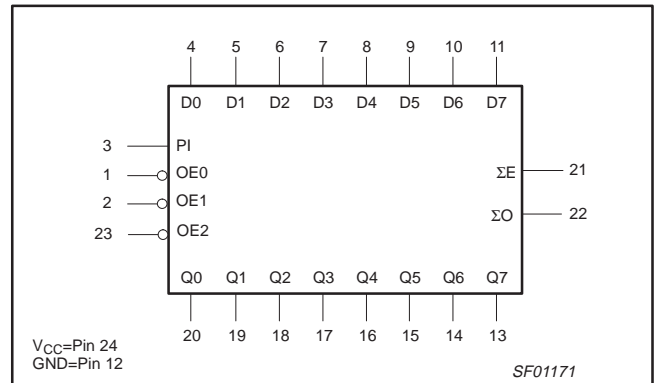 4 5 6 7 8 9 10 11
D0 D1 D2 D3 D4 D5 D6 D7
3 PI
1 OE0
ΣE 21
2 OE1
ΣO 22
23 OE2
Q0 Q1 Q2 Q3 Q4 Q5 Q6 Q7
20 19 18 17 16 15 14 13
VCC=Pin 24
GND=Pin 12
SF01171